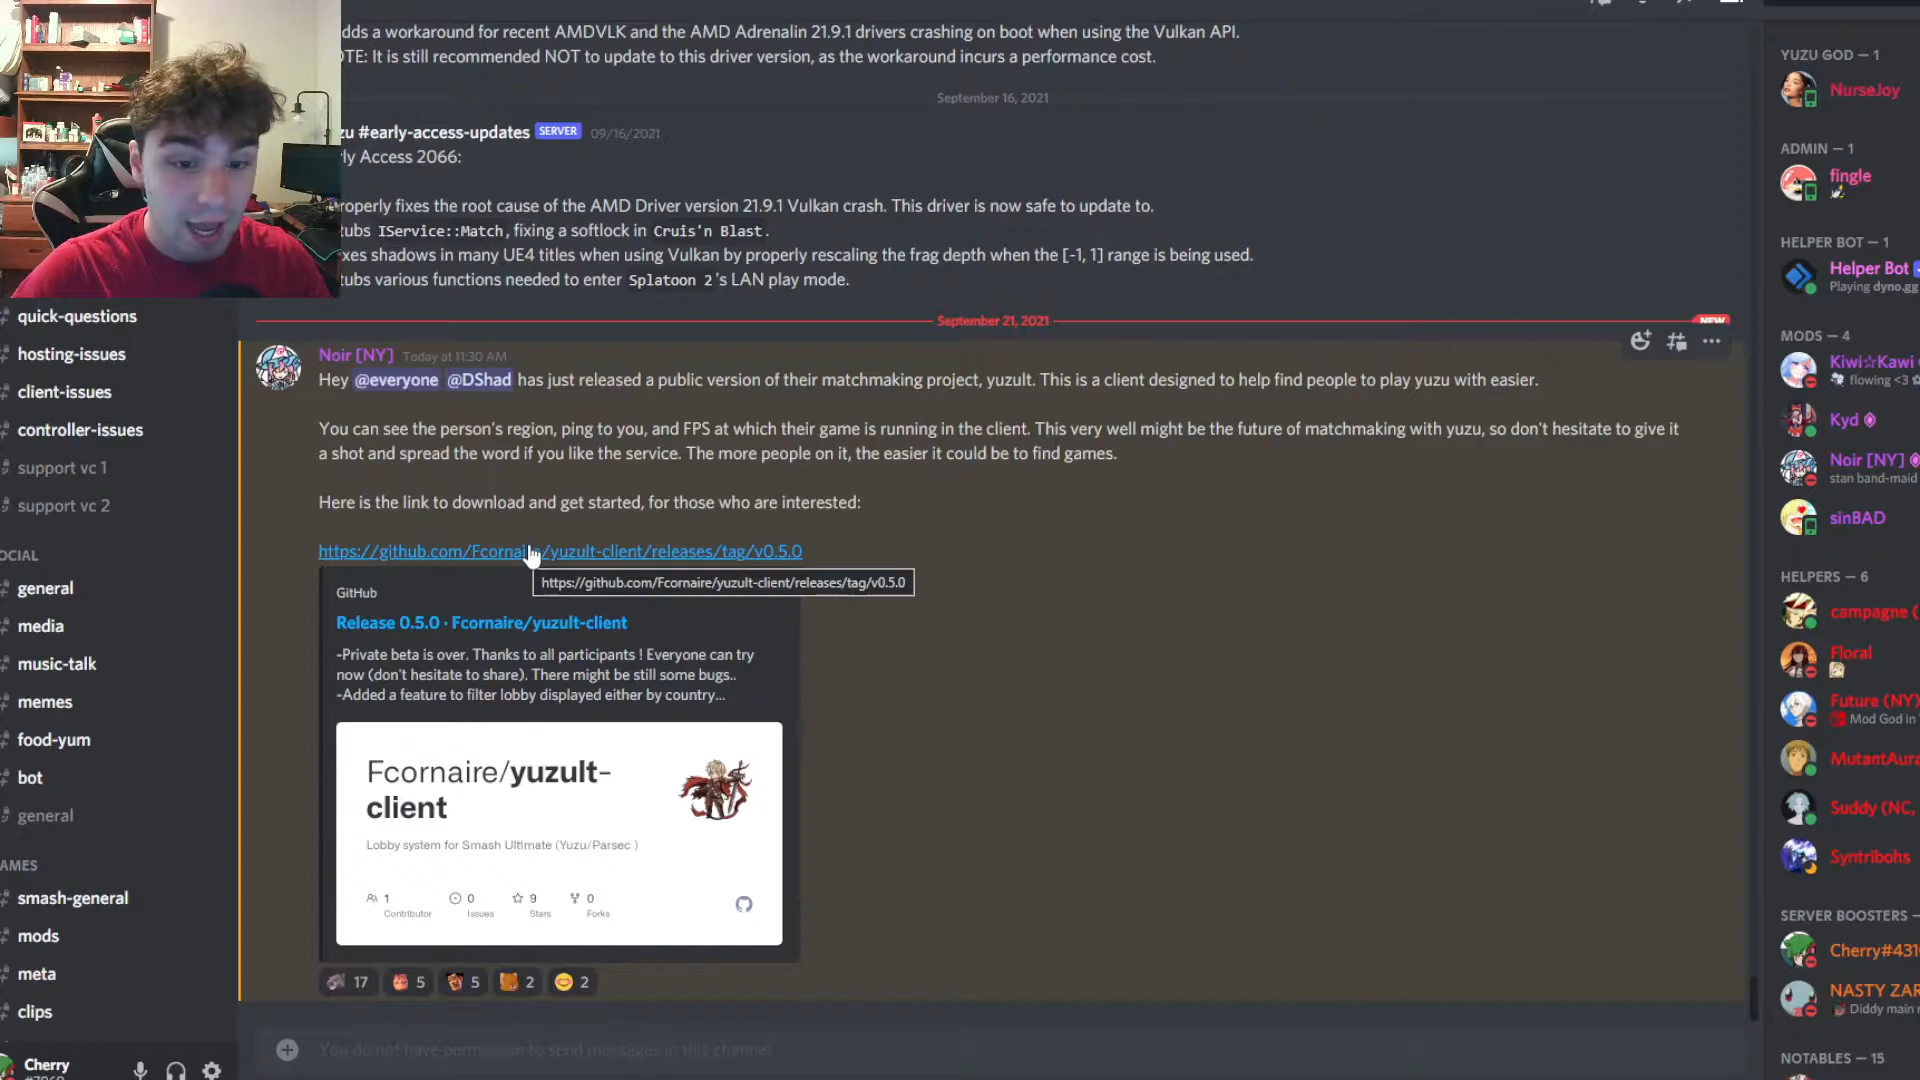 dds a workaround for recent AMDVLK and the AMD Adrenalin 21.9.1 drivers crashing on boot when using the Vulkan API.
OTE: It is still recommended NOT to update to this driver version, as the workaround incurs a performance cost.
September 16, 2021
zu #early-access-updates SERVER 09/16/2021
rly Access 2066:
roperly fixes the root cause of the AMD Driver version 21.9.1 Vulkan crash. This driver is now safe to update to.
tubs IService::Match, fixing a softlock in Cruis'n Blast.
ixes shadows in many UE4 titles when using Vulkan by properly rescaling the frag depth when the [-1, 1] range is being used.
tubs various functions needed to enter Splatoon 2's LAN play mode.
September 21, 2021
NEW
Noir [NY] Today at 11:30 AM
Hey @everyone @DShad has just released a public version of their matchmaking project, yuzult. This is a client designed to help find people to play yuzu with easier.
You can see the person's region, ping to you, and FPS at which their game is running in the client. This very well might be the future of matchmaking with yuzu, so don't hesitate to give it
a shot and spread the word if you like the service. The more people on it, the easier it could be to find games.
Here is the link to download and get started, for those who are interested:
https://github.com/Fcornaire/yuzult-client/releases/tag/v0.5.0
https://github.com/Fcornaire/yuzult-client/releases/tag/v0.5.0
GitHub
Release 0.5.0 · Fcornaire/yuzult-client
-Private beta is over. Thanks to all participants ! Everyone can try
now (don't hesitate to share). There might be still some bugs..
-Added a feature to filter lobby displayed either by country...
Fcornaire/yuzult-
client
Lobby system for Smash Ultimate (Yuzu/Parsec )
1 0 9 0
Contributor Issues Stars Forks
17 5 5 2 2
You do not have permission to send messages in this channel
quick-questions
hosting-issues
client-issues
controller-issues
support vc 1
support vc 2
OCIAL
general
media
music-talk
memes
food-yum
bot
general
AMES
smash-general
mods
meta
clips
Cherry
YUZU GOD — 1
NurseJoy
ADMIN — 1
fingle
HELPER BOT — 1
Helper Bot
Playing dyno.gg
MODS — 4
Kiwi☆Kawi
flowing <3
Kyd
Noir [NY]
stan band-maid
sinBAD
HELPERS — 6
campagne (
Floral
Future (NY)
Mod God in
MutantAura
Suddy (NC,
Syntribohs
SERVER BOOSTERS —
Cherry#431
Diddy main
NASTY ZAR
NOTABLES — 15